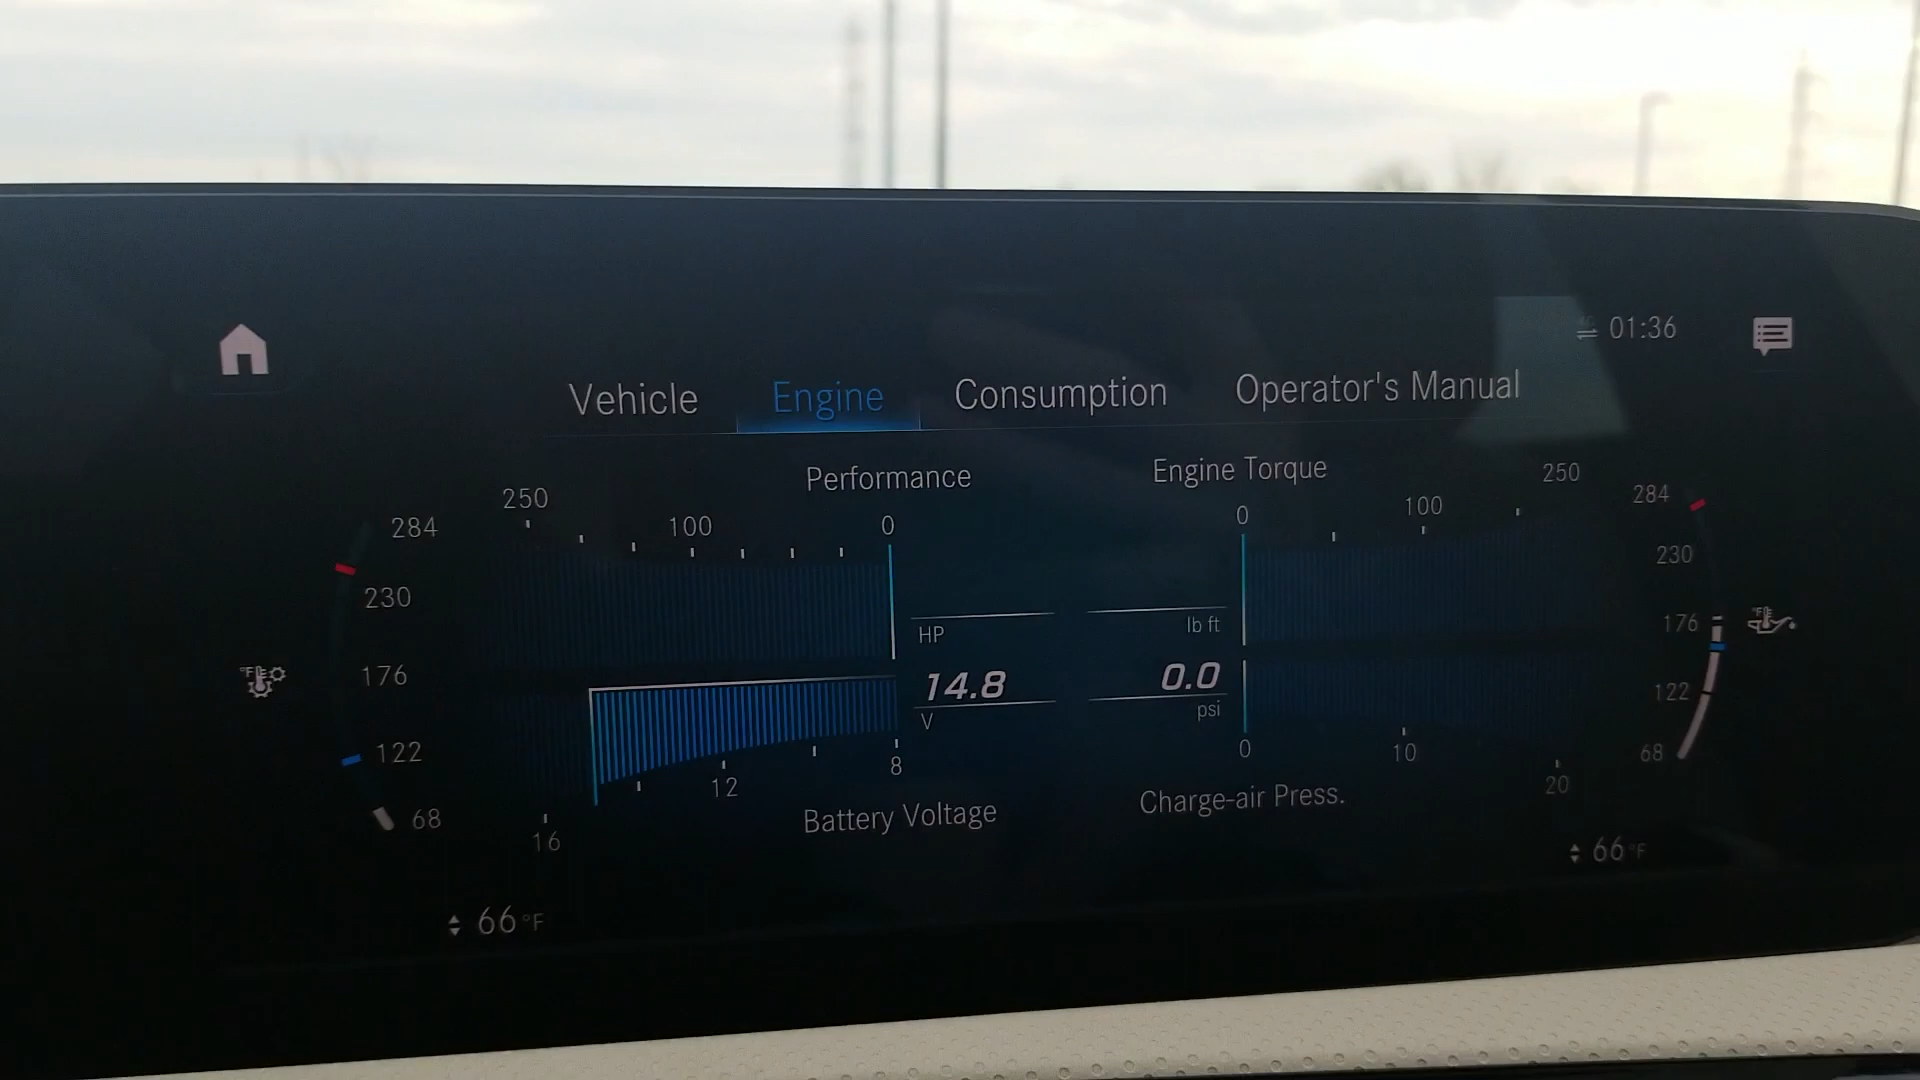 01:36
Vehicle Engine Consumption Operator's Manual
Performance Engine Torque
284 250 100 0 0 100 250 284
230 230
HP lb ft
°F 176 14.8 0.0 176 °F
V psi
122 122
68 16 12 8 0 10 20 68
Battery Voltage Charge-air Press.
66°F 66°F